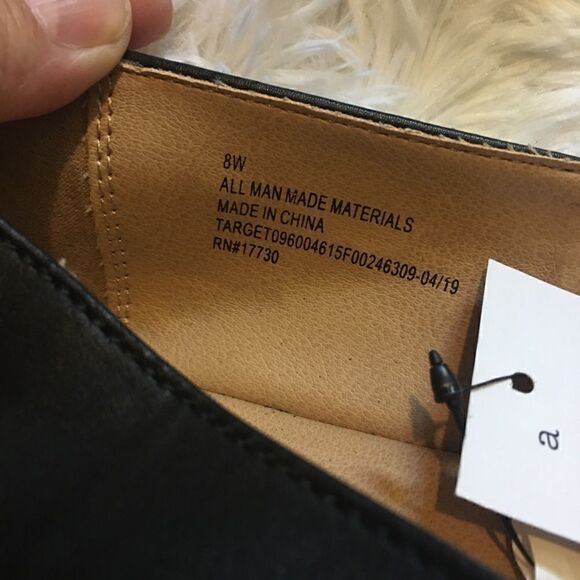 8W
ALL MAN MADE MATERIALS
MADE IN CHINA
TARGET096004615F00246309-04/19
RN#17730
a